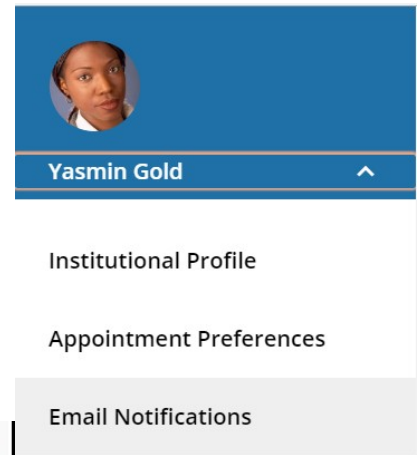 Yasmin Gold
Institutional Profile
Appointment Preferences
Email Notifications